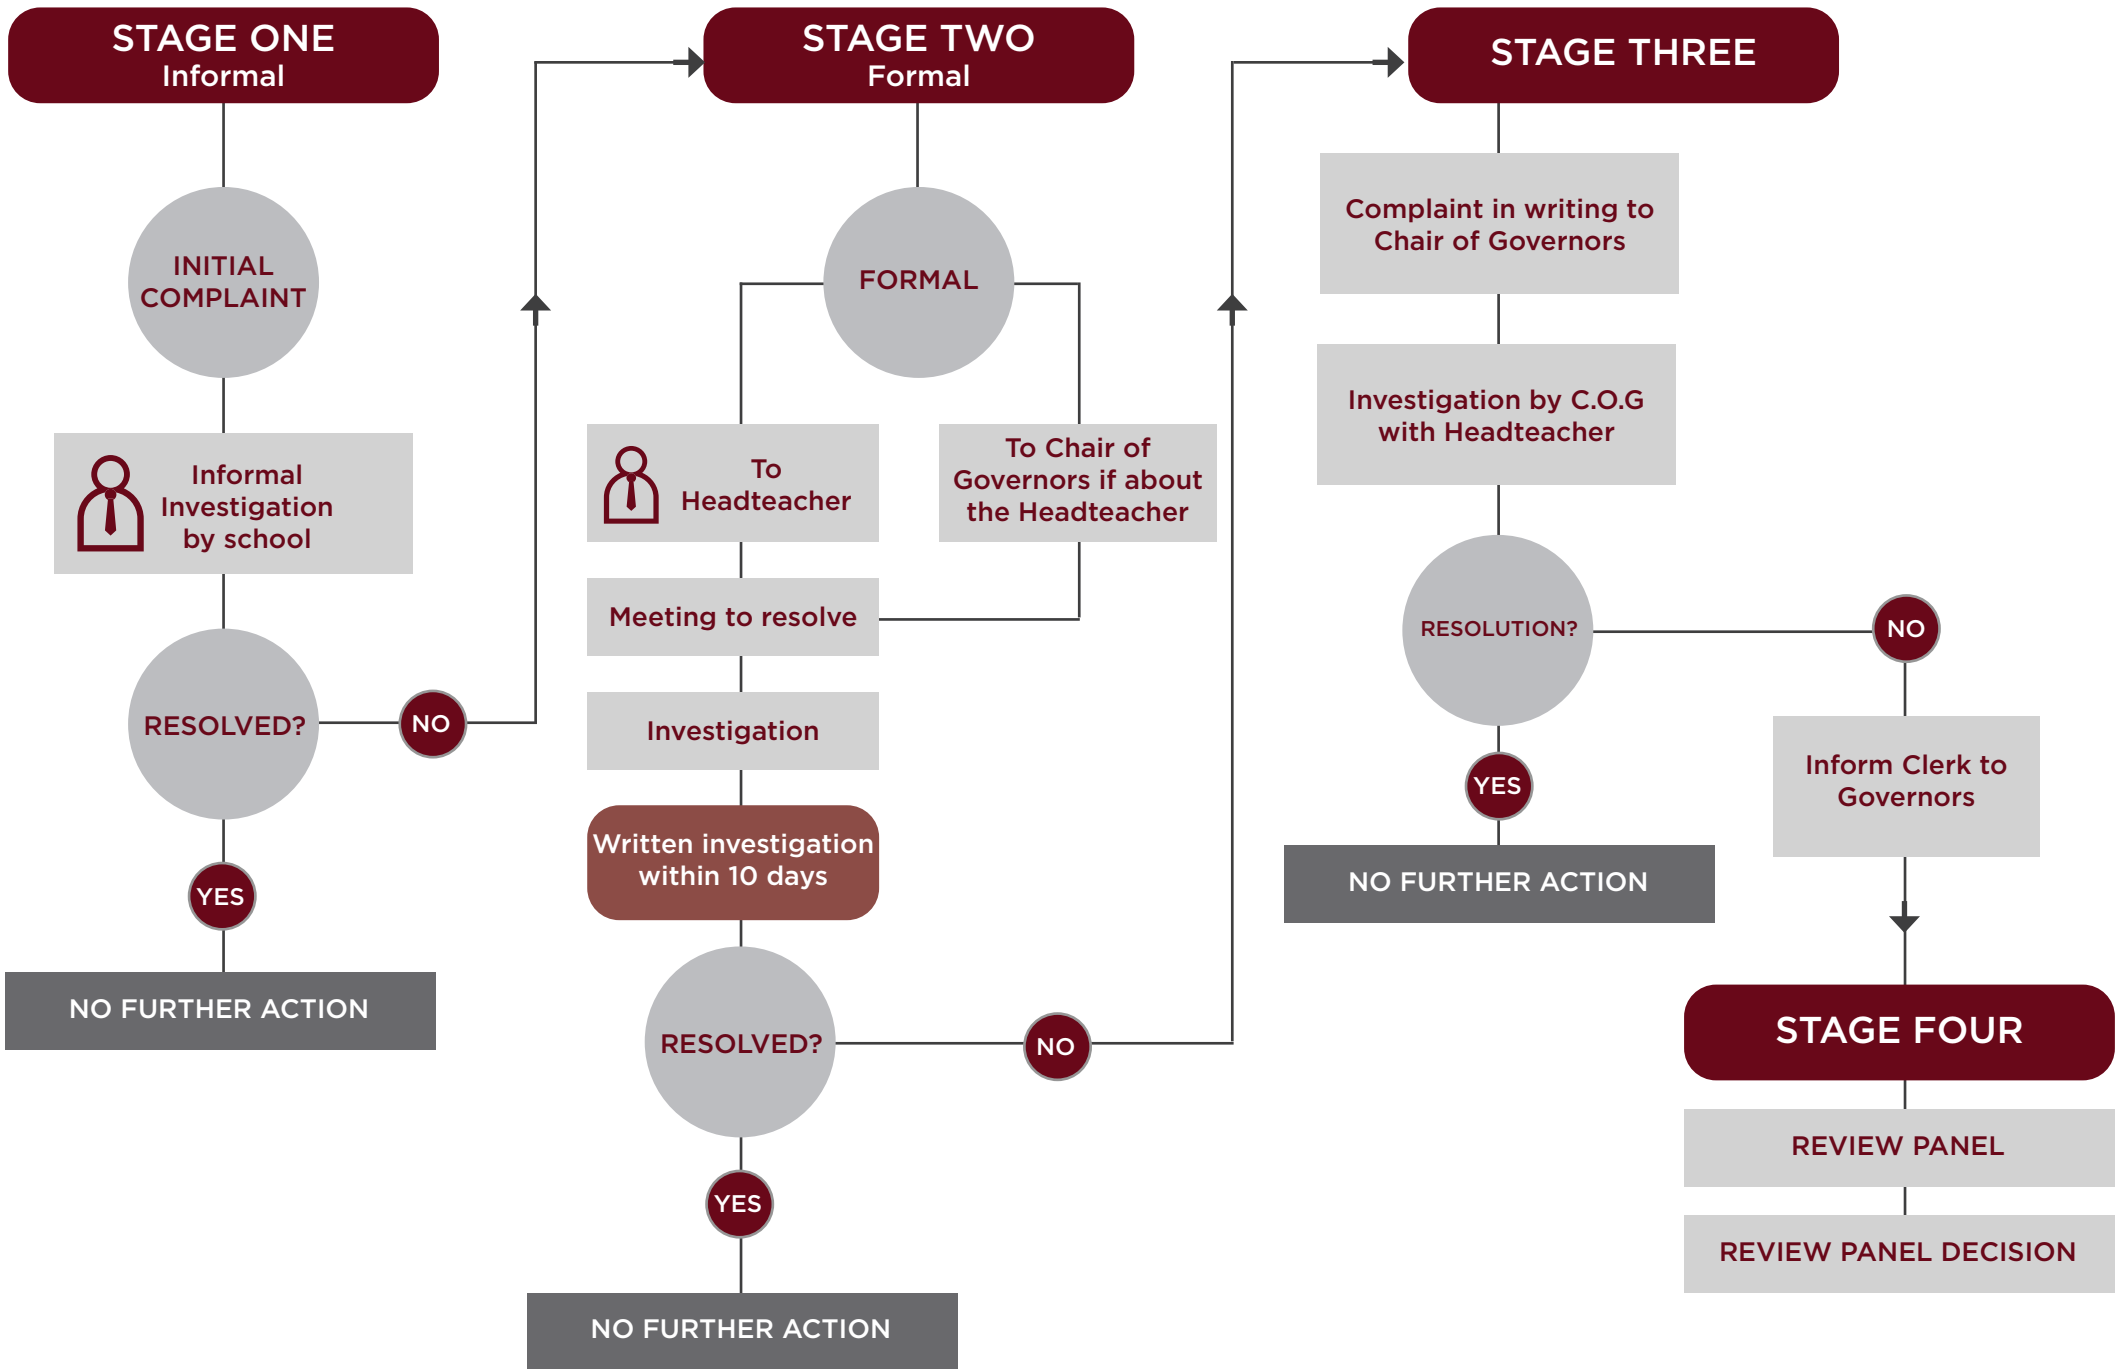 STAGE ONE
Informal
INITIAL
COMPLAINT
Informal
Investigation
by school
RESOLVED?
NO
YES
NO FURTHER ACTION
STAGE TWO
Formal
FORMAL
To
Headteacher
To Chair of
Governors if about
the Headteacher
Meeting to resolve
Investigation
Written investigation
within 10 days
RESOLVED?
NO
YES
NO FURTHER ACTION
STAGE THREE
Complaint in writing to
Chair of Governors
Investigation by C.O.G
with Headteacher
RESOLUTION?
NO
YES
NO FURTHER ACTION
Inform Clerk to
Governors
STAGE FOUR
REVIEW PANEL
REVIEW PANEL DECISION